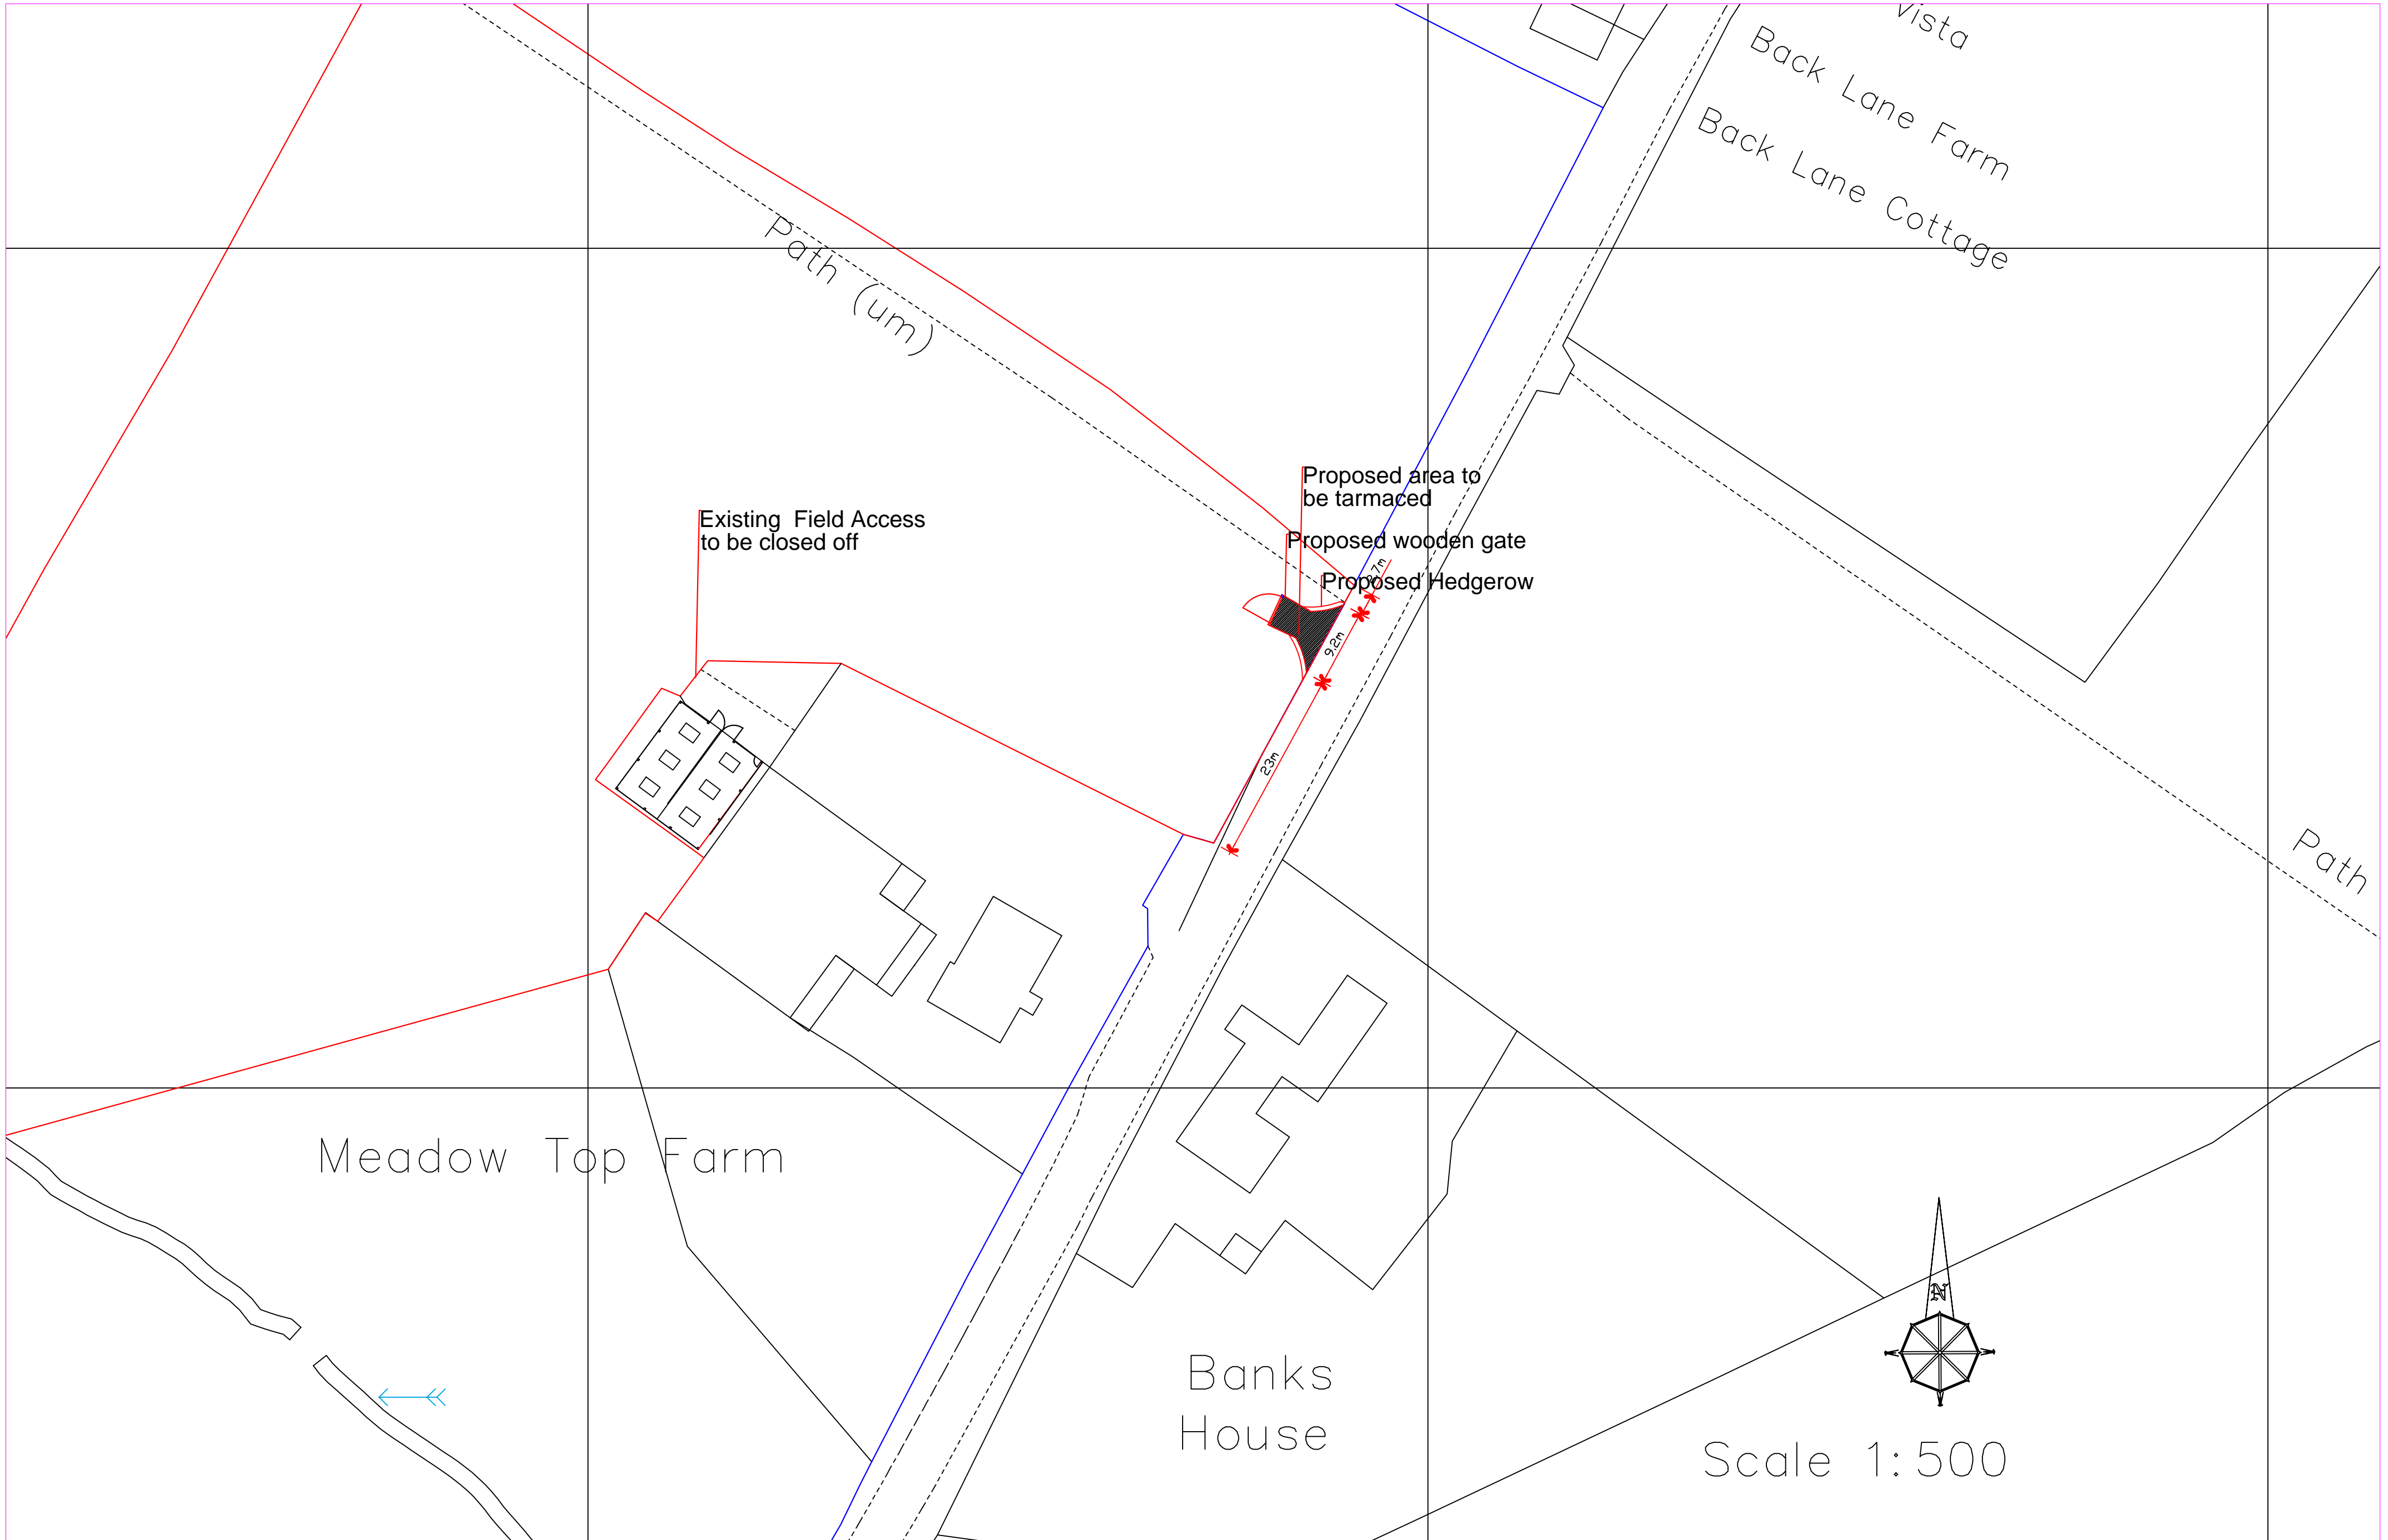 Vista
Back Lane Farm
Back Lane Cottage
Path (um)
Proposed area to
be tarmaced
Existing Field Access
to be closed off
Proposed wooden gate
Proposed Hedgerow
2.7m
9.2m
23m
Path
Meadow Top Farm
N
Banks
House
Scale 1:500